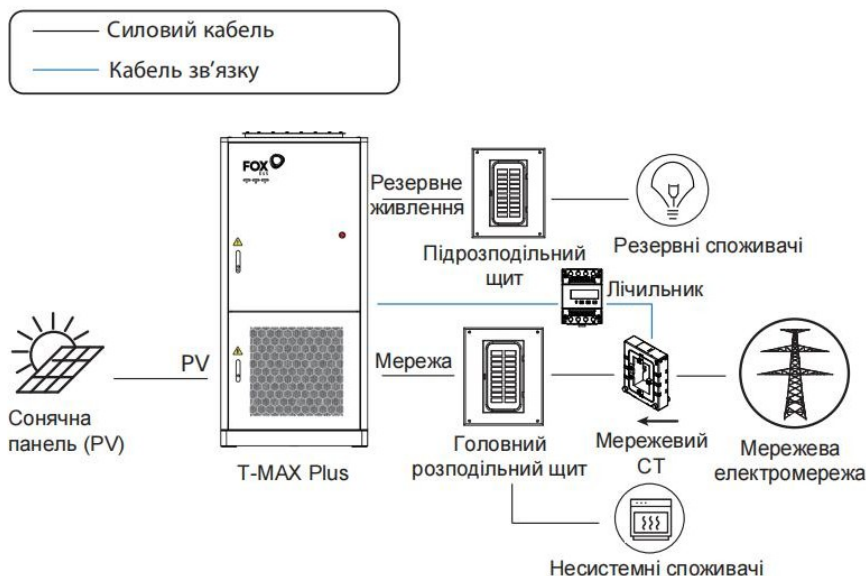 Силовий кабель
Кабель зв’язку
FOX
ESS
Резервне
живлення
Підрозподільний
щит
Резервні споживачі
Лічильник
PV
Мережа
Сонячна
панель (PV)
T-MAX Plus
Головний
розподільний щит
Мережевий
CT
Мережева
електромережа
Несистемні споживачі